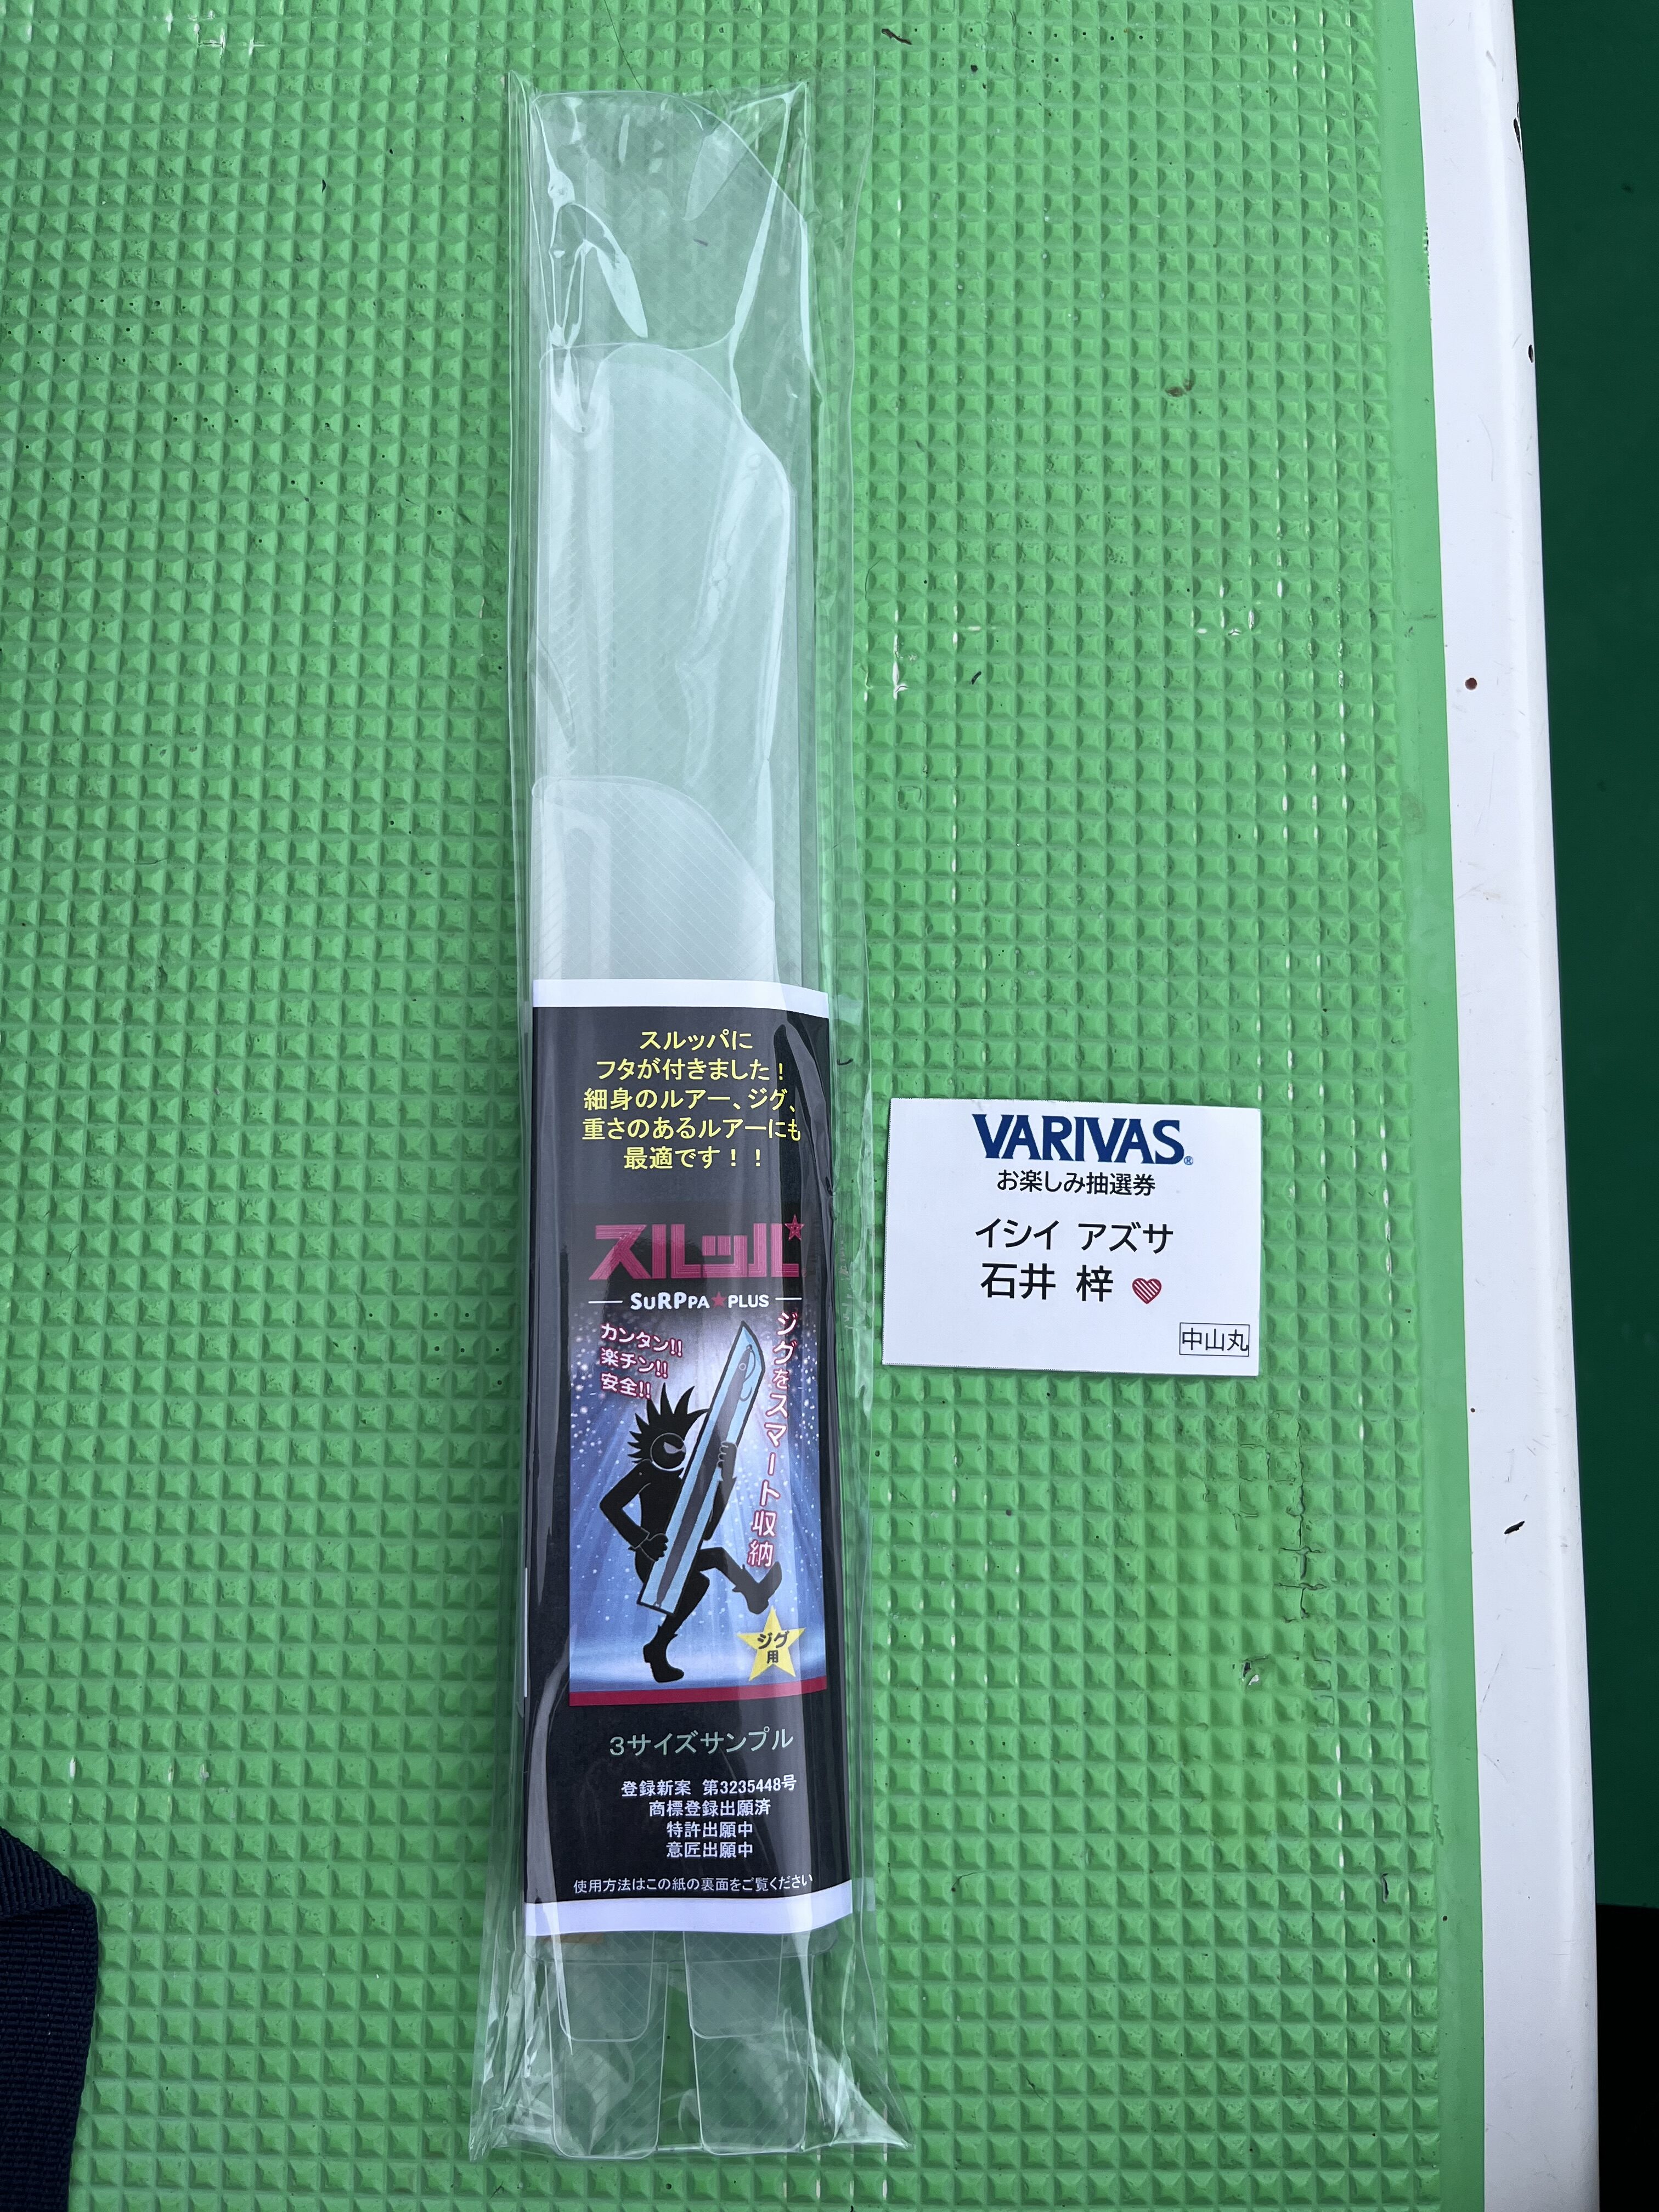 スルッパに
フタが付きました！
細身のルアー、ジグ、
重さのあるルアーにも
最適です！！
スルッパ
SURPPA★PLUS
カンタン!!
楽チン!!
安全!!
ジグをスマート収納
ジグ
用
3サイズサンプル
登録新案 第3235448号
商標登録出願済
特許出願中
意匠出願中
使用方法はこの紙の裏面をご覧ください
VARIVAS®
お楽しみ抽選券
イシイ アズサ
石井 梓
中山丸